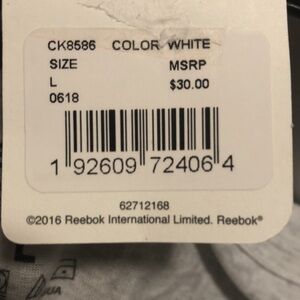 CK8586 COLOR WHITE
SIZE MSRP
L $30.00
0618
1 92609 72406 4
62712168
©2016 Reebok International Limited. Reebok®